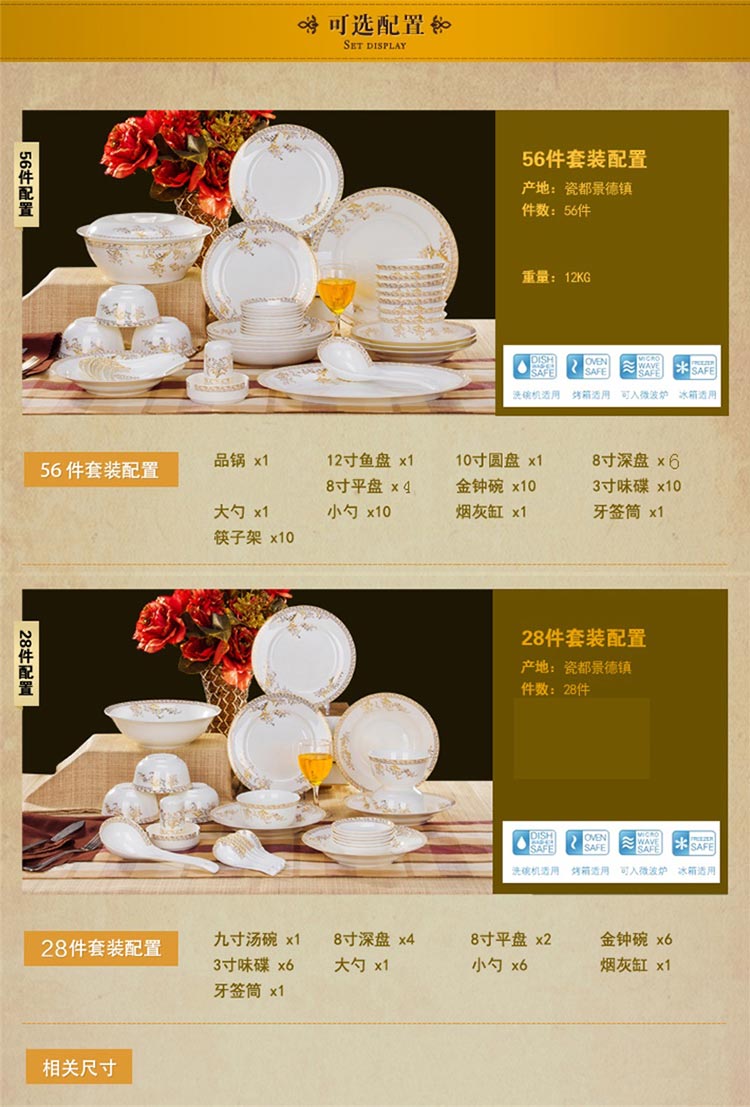 可选配置
SET DISPLAY
56件配置
56件套装配置
产地：瓷都景德镇
件数：56件
重量：12KG
DISH WASHER SAFE
OVEN SAFE
MICRO WAVE SAFE
FREEZER SAFE
洗碗机适用 烤箱适用 可入微波炉 冰箱适用
56件套装配置
品锅 x1 12寸鱼盘 x1 10寸圆盘 x1 8寸深盘 x6
8寸平盘 x4 金钟碗 x10 3寸味碟 x10
大勺 x1 小勺 x10 烟灰缸 x1 牙签筒 x1
筷子架 x10
28件配置
28件套装配置
产地：瓷都景德镇
件数：28件
DISH WASHER SAFE
OVEN SAFE
MICRO WAVE SAFE
FREEZER SAFE
洗碗机适用 烤箱适用 可入微波炉 冰箱适用
28件套装配置
九寸汤碗 x1 8寸深盘 x4 8寸平盘 x2 金钟碗 x6
3寸味碟 x6 大勺 x1 小勺 x6 烟灰缸 x1
牙签筒 x1
相关尺寸